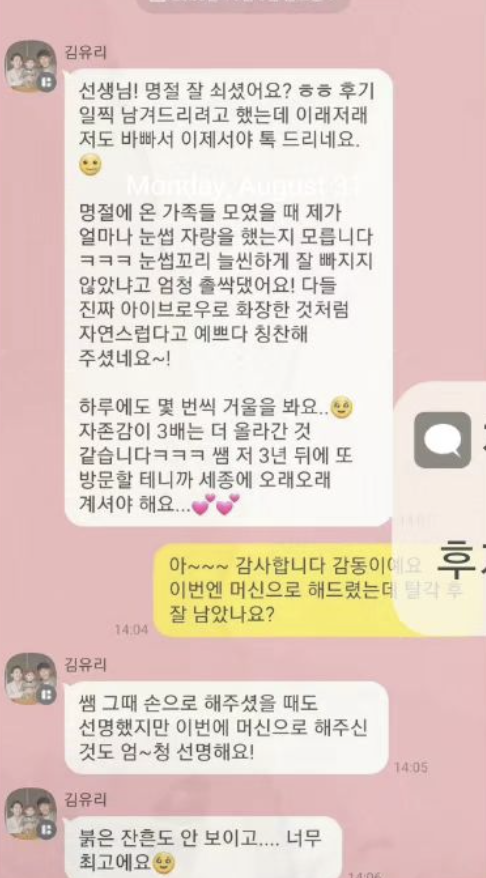 김유리
선생님! 명절 잘 쇠셨어요? ㅎㅎ 후기
일찍 남겨드리려고 했는데 이래저래
저도 바빠서 이제서야 톡 드리네요.
Monday, August 31
명절에 온 가족들 모였을 때 제가
얼마나 눈썹 자랑을 했는지 모릅니다
ㅋㅋㅋ 눈썹꼬리 늘씬하게 잘 빠지지
않았냐고 엄청 촐싹댔어요! 다들
진짜 아이브로우로 화장한 것처럼
자연스럽다고 예쁘다 칭찬해
주셨네요~!
하루에도 몇 번씩 거울을 봐요..🥹
자존감이 3배는 더 올라간 것
같습니다ㅋㅋㅋ 쌤 저 3년 뒤에 또
방문할 테니까 세종에 오래오래
계셔야 해요...💕💕
아~~~ 감사합니다 감동이예요
이번엔 머신으로 해드렸는데 탈각 후
잘 남았나요?
14:04
김유리
쌤 그때 손으로 해주셨을 때도
선명했지만 이번에 머신으로 해주신
것도 엄~청 선명해요!
14:05
김유리
붉은 잔흔도 안 보이고.... 너무
최고에요🥹
14:06